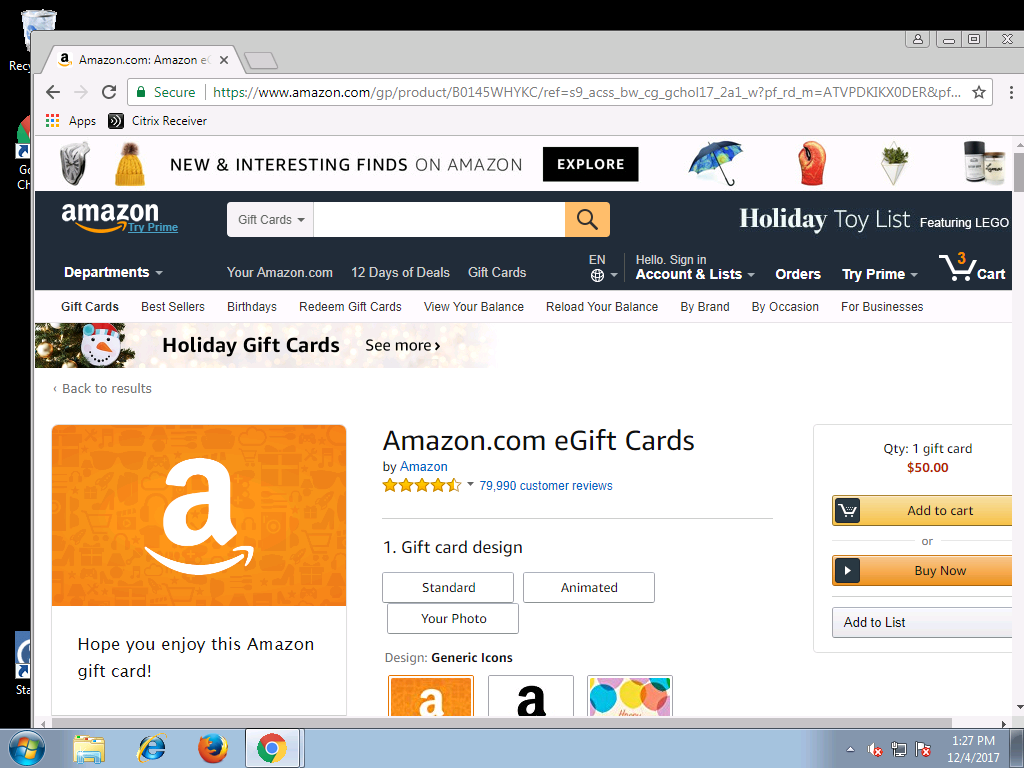 Recy
Amazon.com: Amazon eG
Secure
https://www.amazon.com/gp/product/B0145WHYKC/ref=s9_acss_bw_cg_gchol17_2a1_w?pf_rd_m=ATVPDKIKX0DER&pf...
Apps
Citrix Receiver
Go
Ch
NEW & INTERESTING FINDS ON AMAZON
EXPLORE
amazon
Try Prime
Gift Cards
Holiday Toy List Featuring LEGO
Departments
Your Amazon.com
12 Days of Deals
Gift Cards
EN
Hello. Sign in
Account & Lists
Orders
Try Prime
3
Cart
Gift Cards
Best Sellers
Birthdays
Redeem Gift Cards
View Your Balance
Reload Your Balance
By Brand
By Occasion
For Businesses
Holiday Gift Cards
See more ›
‹ Back to results
a
Hope you enjoy this Amazon
gift card!
Amazon.com eGift Cards
by Amazon
79,990 customer reviews
1. Gift card design
Standard
Animated
Your Photo
Design: Generic Icons
a
a
Happy
Qty: 1 gift card
$50.00
Add to cart
or
Buy Now
Add to List
Sta
1:27 PM
12/4/2017